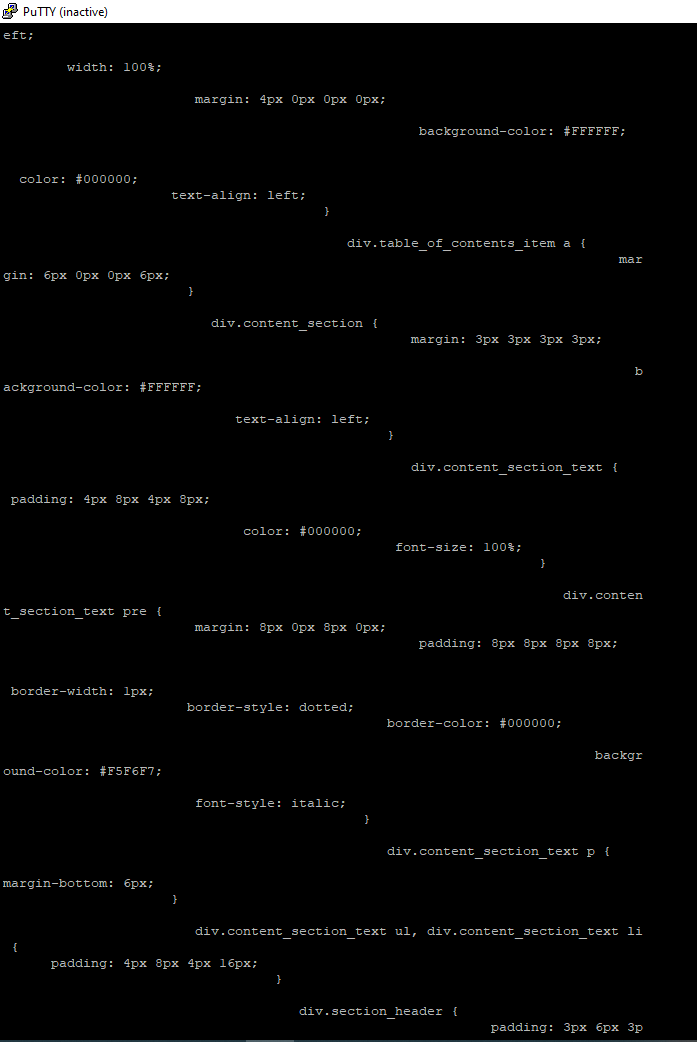 PuTTY (inactive)
eft;
width: 100%;
margin: 4px 0px 0px 0px;
background-color: #FFFFFF;
color: #000000;
text-align: left;
}
div.table_of_contents_item a {
mar
gin: 6px 0px 0px 6px;
}
div.content_section {
margin: 3px 3px 3px 3px;
b
ackground-color: #FFFFFF;
text-align: left;
}
div.content_section_text {
padding: 4px 8px 4px 8px;
color: #000000;
font-size: 100%;
}
div.conten
t_section_text pre {
margin: 8px 0px 8px 0px;
padding: 8px 8px 8px 8px;
border-width: 1px;
border-style: dotted;
border-color: #000000;
backgr
ound-color: #F5F6F7;
font-style: italic;
}
div.content_section_text p {
margin-bottom: 6px;
}
div.content_section_text ul, div.content_section_text li
{
padding: 4px 8px 4px 16px;
}
div.section_header {
padding: 3px 6px 3p